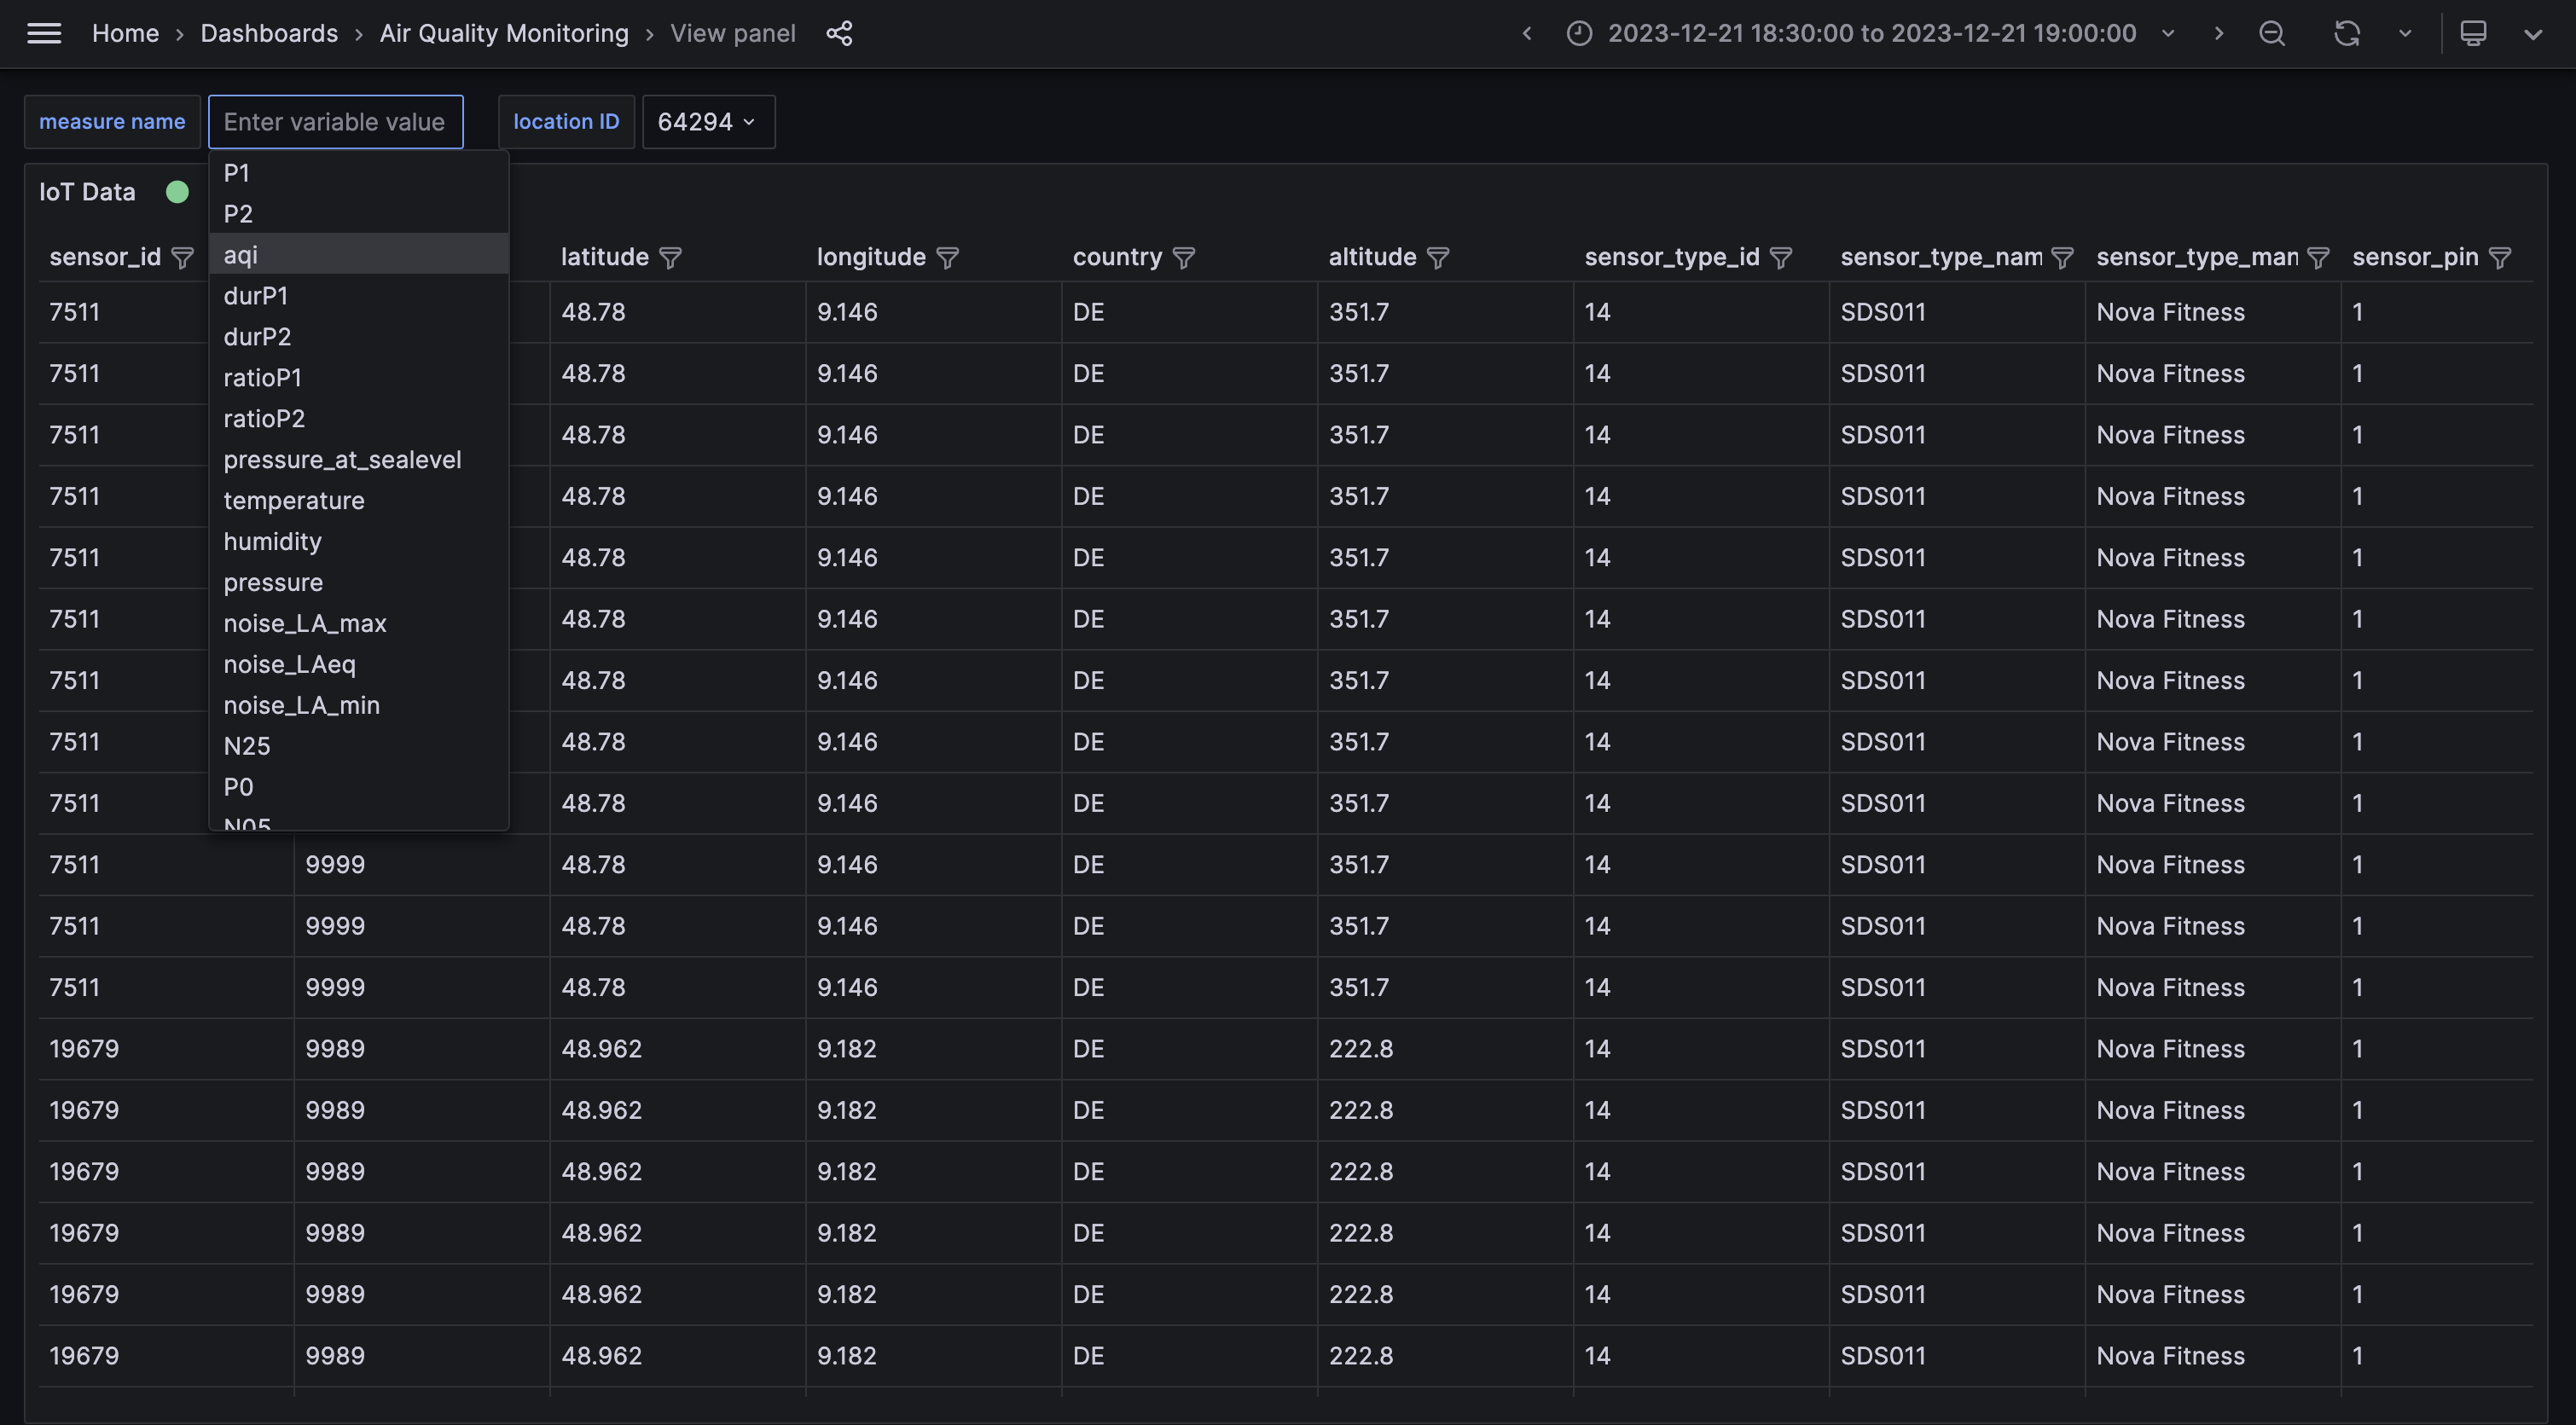 Home › Dashboards › Air Quality Monitoring › View panel 2023-12-21 18:30:00 to 2023-12-21 19:00:00
measure name Enter variable value location ID 64294
IoT Data
P1
P2
aqi
durP1
durP2
ratioP1
ratioP2
pressure_at_sealevel
temperature
humidity
pressure
noise_LA_max
noise_LAeq
noise_LA_min
N25
P0
N05
sensor_id latitude longitude country altitude sensor_type_id sensor_type_nam sensor_type_man sensor_pin
7511 48.78 9.146 DE 351.7 14 SDS011 Nova Fitness 1
7511 48.78 9.146 DE 351.7 14 SDS011 Nova Fitness 1
7511 48.78 9.146 DE 351.7 14 SDS011 Nova Fitness 1
7511 48.78 9.146 DE 351.7 14 SDS011 Nova Fitness 1
7511 48.78 9.146 DE 351.7 14 SDS011 Nova Fitness 1
7511 48.78 9.146 DE 351.7 14 SDS011 Nova Fitness 1
7511 48.78 9.146 DE 351.7 14 SDS011 Nova Fitness 1
7511 48.78 9.146 DE 351.7 14 SDS011 Nova Fitness 1
7511 48.78 9.146 DE 351.7 14 SDS011 Nova Fitness 1
7511 9999 48.78 9.146 DE 351.7 14 SDS011 Nova Fitness 1
7511 9999 48.78 9.146 DE 351.7 14 SDS011 Nova Fitness 1
7511 9999 48.78 9.146 DE 351.7 14 SDS011 Nova Fitness 1
19679 9989 48.962 9.182 DE 222.8 14 SDS011 Nova Fitness 1
19679 9989 48.962 9.182 DE 222.8 14 SDS011 Nova Fitness 1
19679 9989 48.962 9.182 DE 222.8 14 SDS011 Nova Fitness 1
19679 9989 48.962 9.182 DE 222.8 14 SDS011 Nova Fitness 1
19679 9989 48.962 9.182 DE 222.8 14 SDS011 Nova Fitness 1
19679 9989 48.962 9.182 DE 222.8 14 SDS011 Nova Fitness 1